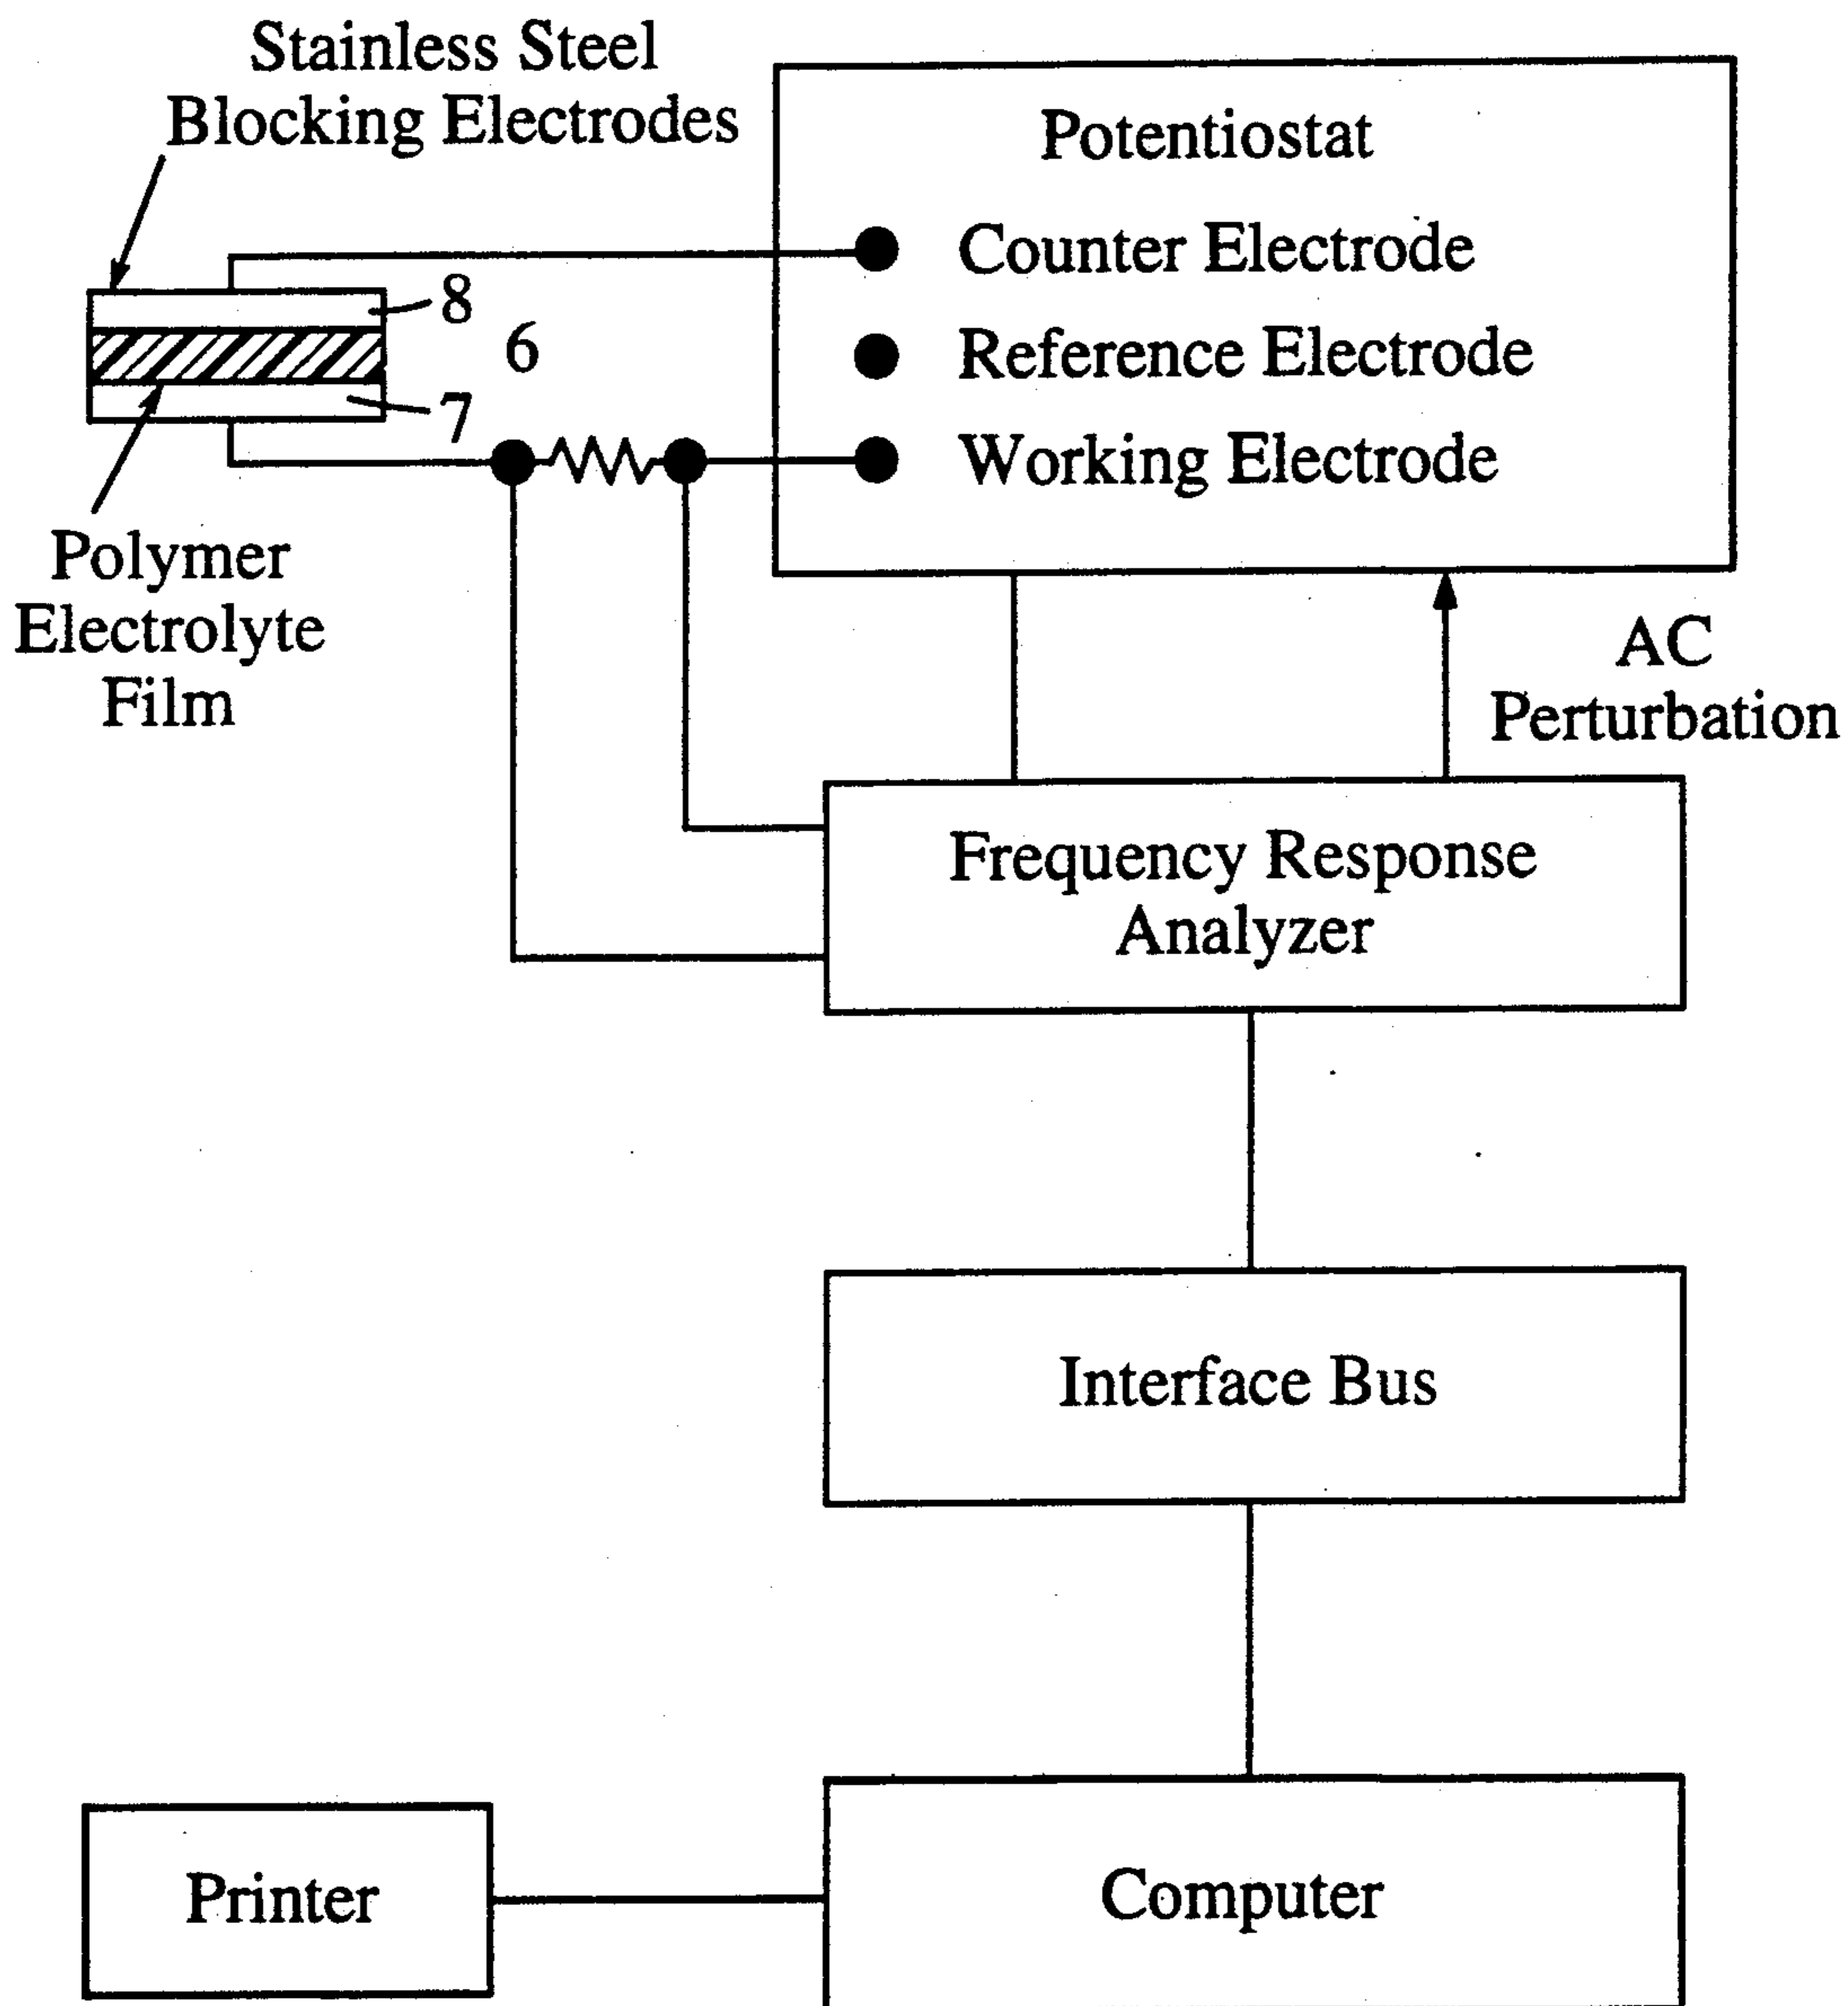 Stainless Steel
Blocking Electrodes
Potentiostat
Counter Electrode
8
6
Reference Electrode
7
Working Electrode
Polymer
Electrolyte
Film
AC
Perturbation
Frequency Response
Analyzer
Interface Bus
Printer
Computer